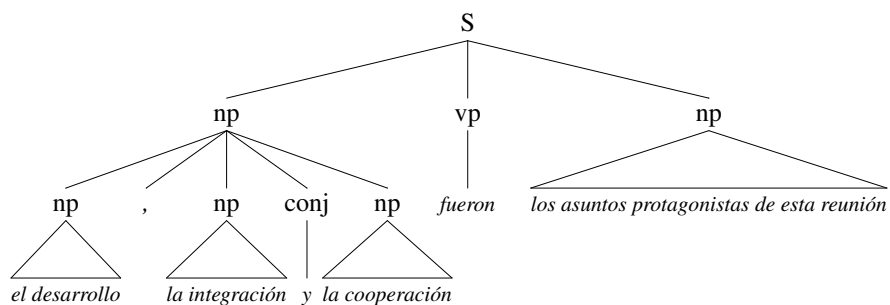 S
np vp np
np , np conj np fueron los asuntos protagonistas de esta reunión
el desarrollo la integración y la cooperación